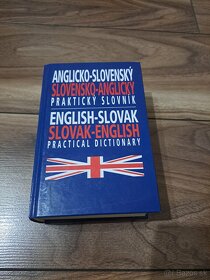 ANGLICKO-SLOVENSKÝ
SLOVENSKO-ANGLICKÝ
PRAKTICKÝ SLOVNÍK
ENGLISH-SLOVAK
SLOVAK-ENGLISH
PRACTICAL DICTIONARY